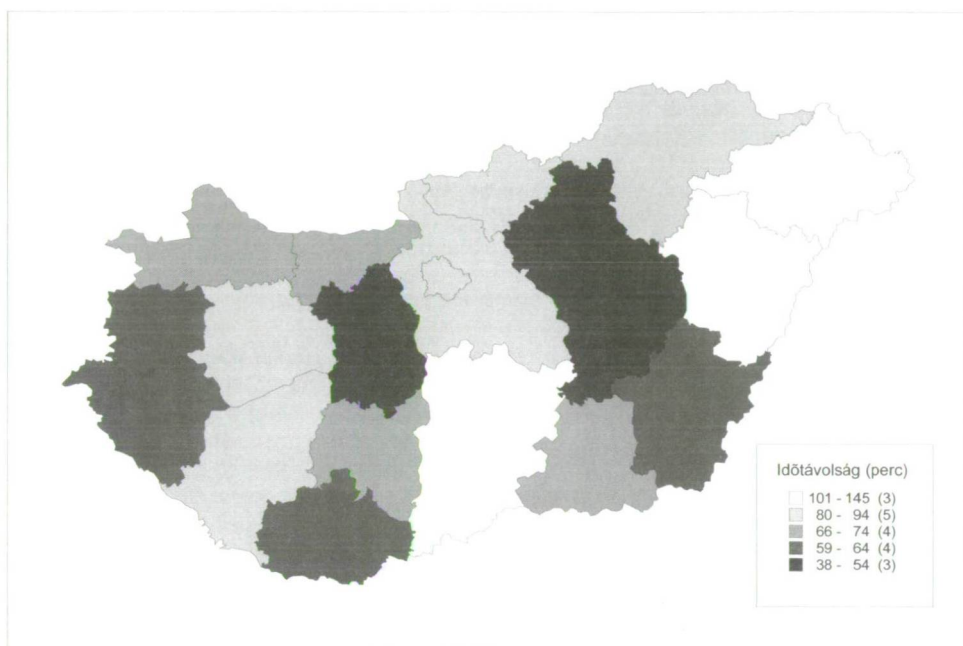 Időtávolság (perc)
101 - 145 (3)
80 - 94 (5)
66 - 74 (4)
59 - 64 (4)
38 - 54 (3)